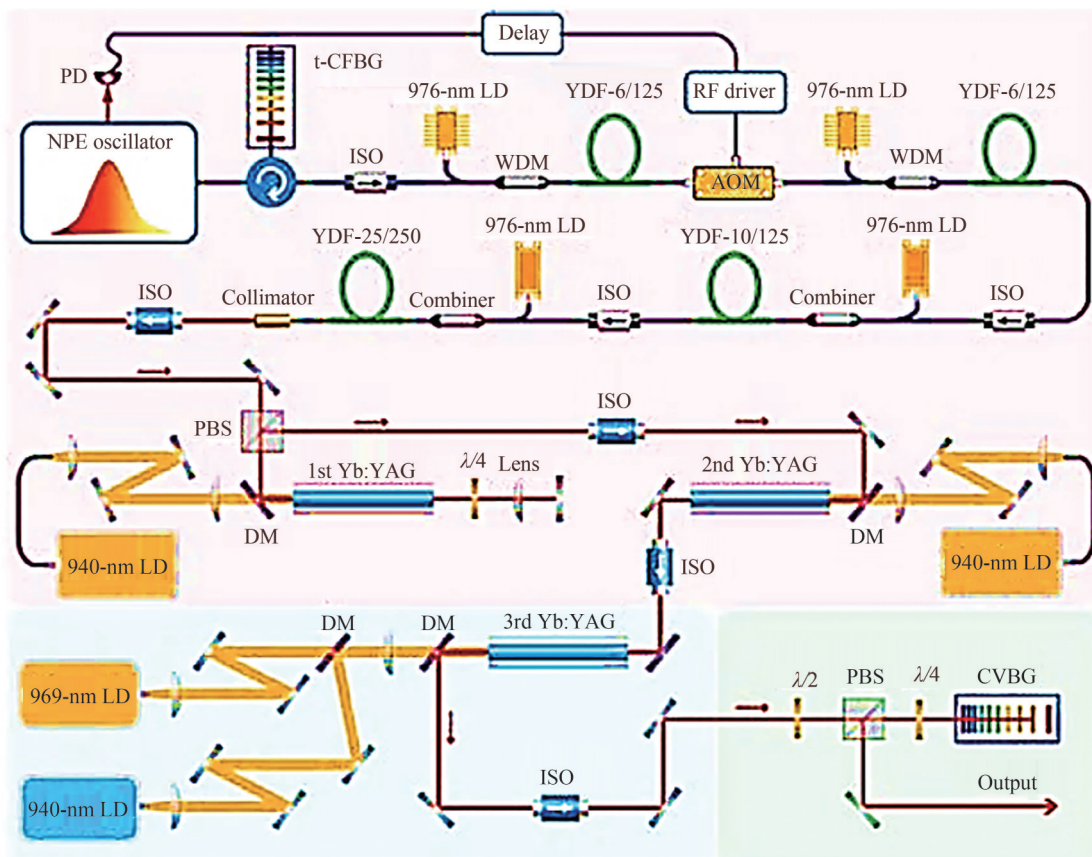 Delay
t-CFBG
PD
976-nm LD
YDF-6/125
RF driver
976-nm LD
YDF-6/125
NPE oscillator
ISO
WDM
AOM
WDM
YDF-25/250
976-nm LD
YDF-10/125
976-nm LD
ISO
Collimator
Combiner
ISO
Combiner
ISO
PBS
ISO
1st Yb:YAG
λ/4
Lens
2nd Yb:YAG
DM
DM
940-nm LD
ISO
940-nm LD
DM
DM
3rd Yb:YAG
969-nm LD
λ/2
PBS
λ/4
CVBG
ISO
Output
940-nm LD